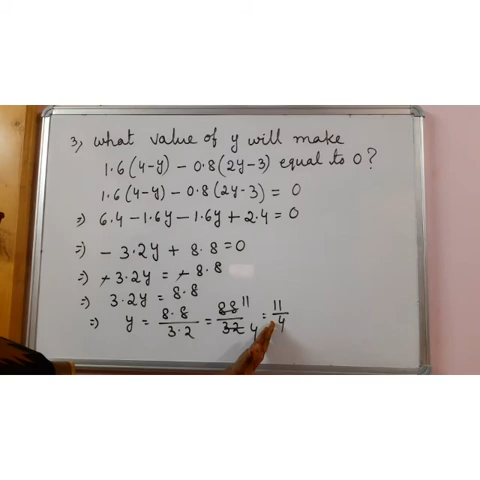 3, what value of y will make
1.6(4-y) - 0.8(2y-3) equal to 0?
1.6(4-y) - 0.8(2y-3) = 0
=) 6.4 - 1.6y - 1.6y + 2.4 = 0
=) - 3.2y + 8.8 = 0
=) - 3.2y = - 8.8
=) 3.2y = 8.8
=) y = 8.8/3.2 = 88/32 11/4 = 11/4